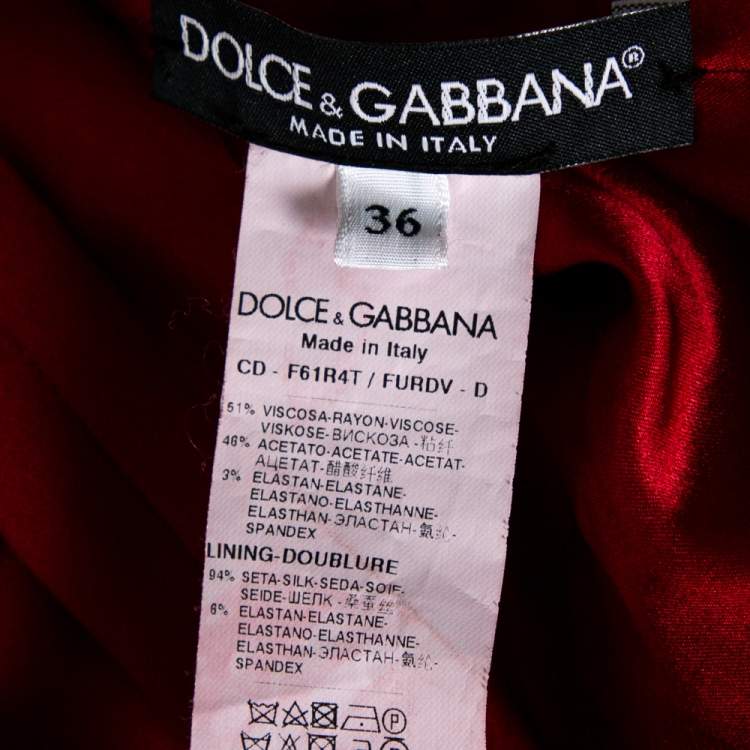 DOLCE & GABBANA®
MADE IN ITALY
36
DOLCE & GABBANA
Made in Italy
CD - F61R4T / FURDV - D
51% VISCOSA-RAYON-VISCOSE-
VISKOSE-ВИСКОЗА-粘纤
46% ACETATO-ACETATE-ACETAT-
АЦЕТАТ-醋酸纤维
3% ELASTAN-ELASTANE-
ELASTANO-ELASTHANNE-
ELASTHAN-ЭЛАСТАН-氨纶-
SPANDEX
LINING-DOUBLURE
94% SETA-SILK-SEDA-SOIE-
SEIDE-ШЕЛК-桑蚕丝
6% ELASTAN-ELASTANE-
ELASTANO-ELASTHANNE-
ELASTHAN-ЭЛАСТАН-氨纶-
SPANDEX
P